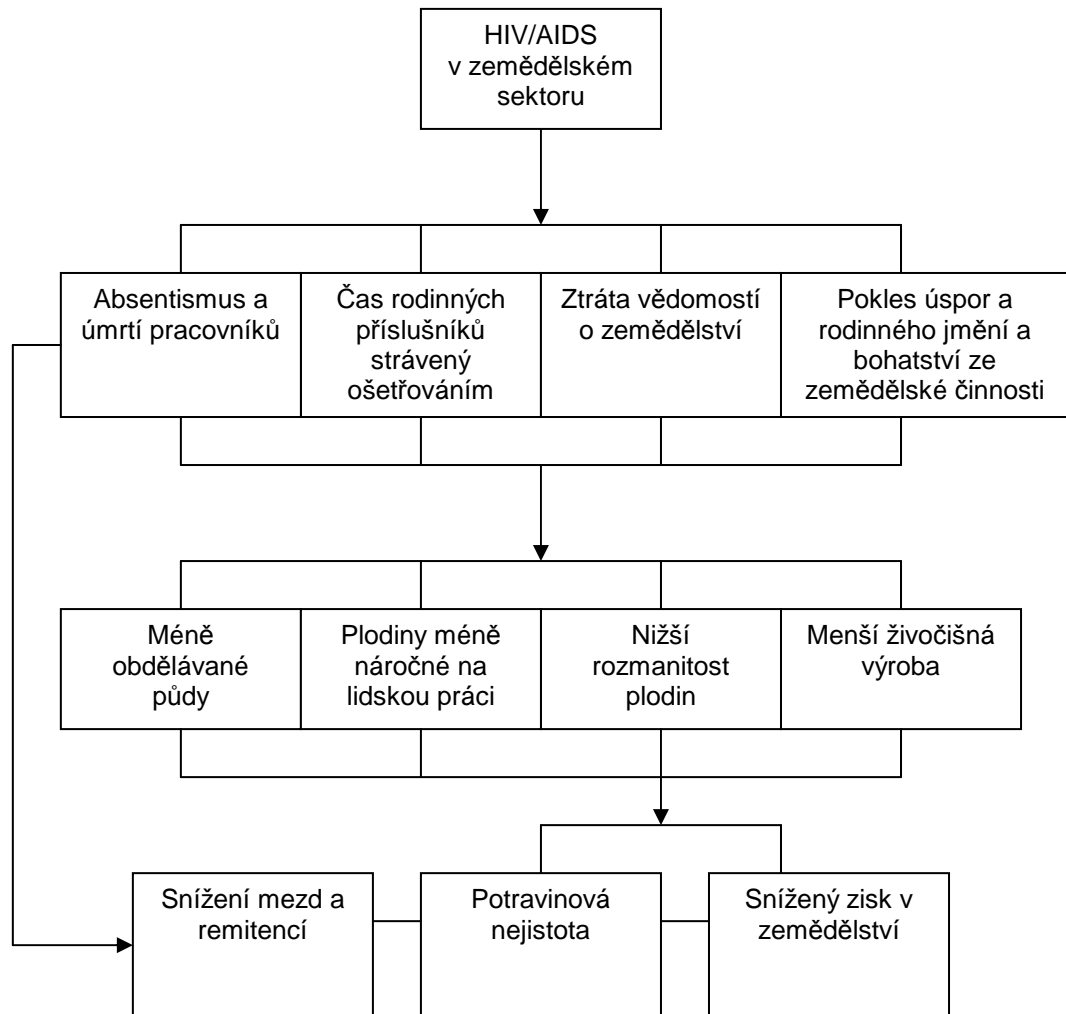 HIV/AIDS
v zemědělském
sektoru
Absentismus a
úmrtí pracovníků
Čas rodinných
příslušníků
strávený
ošetřováním
Ztráta vědomostí
o zemědělství
Pokles úspor a
rodinného jmění a
bohatství ze
zemědělské činnosti
Méně
obdělávané
půdy
Plodiny méně
náročné na
lidskou práci
Nižší
rozmanitost
plodin
Menší živočišná
výroba
Snížení mezd a
remitencí
Potravinová
nejistota
Snížený zisk v
zemědělství